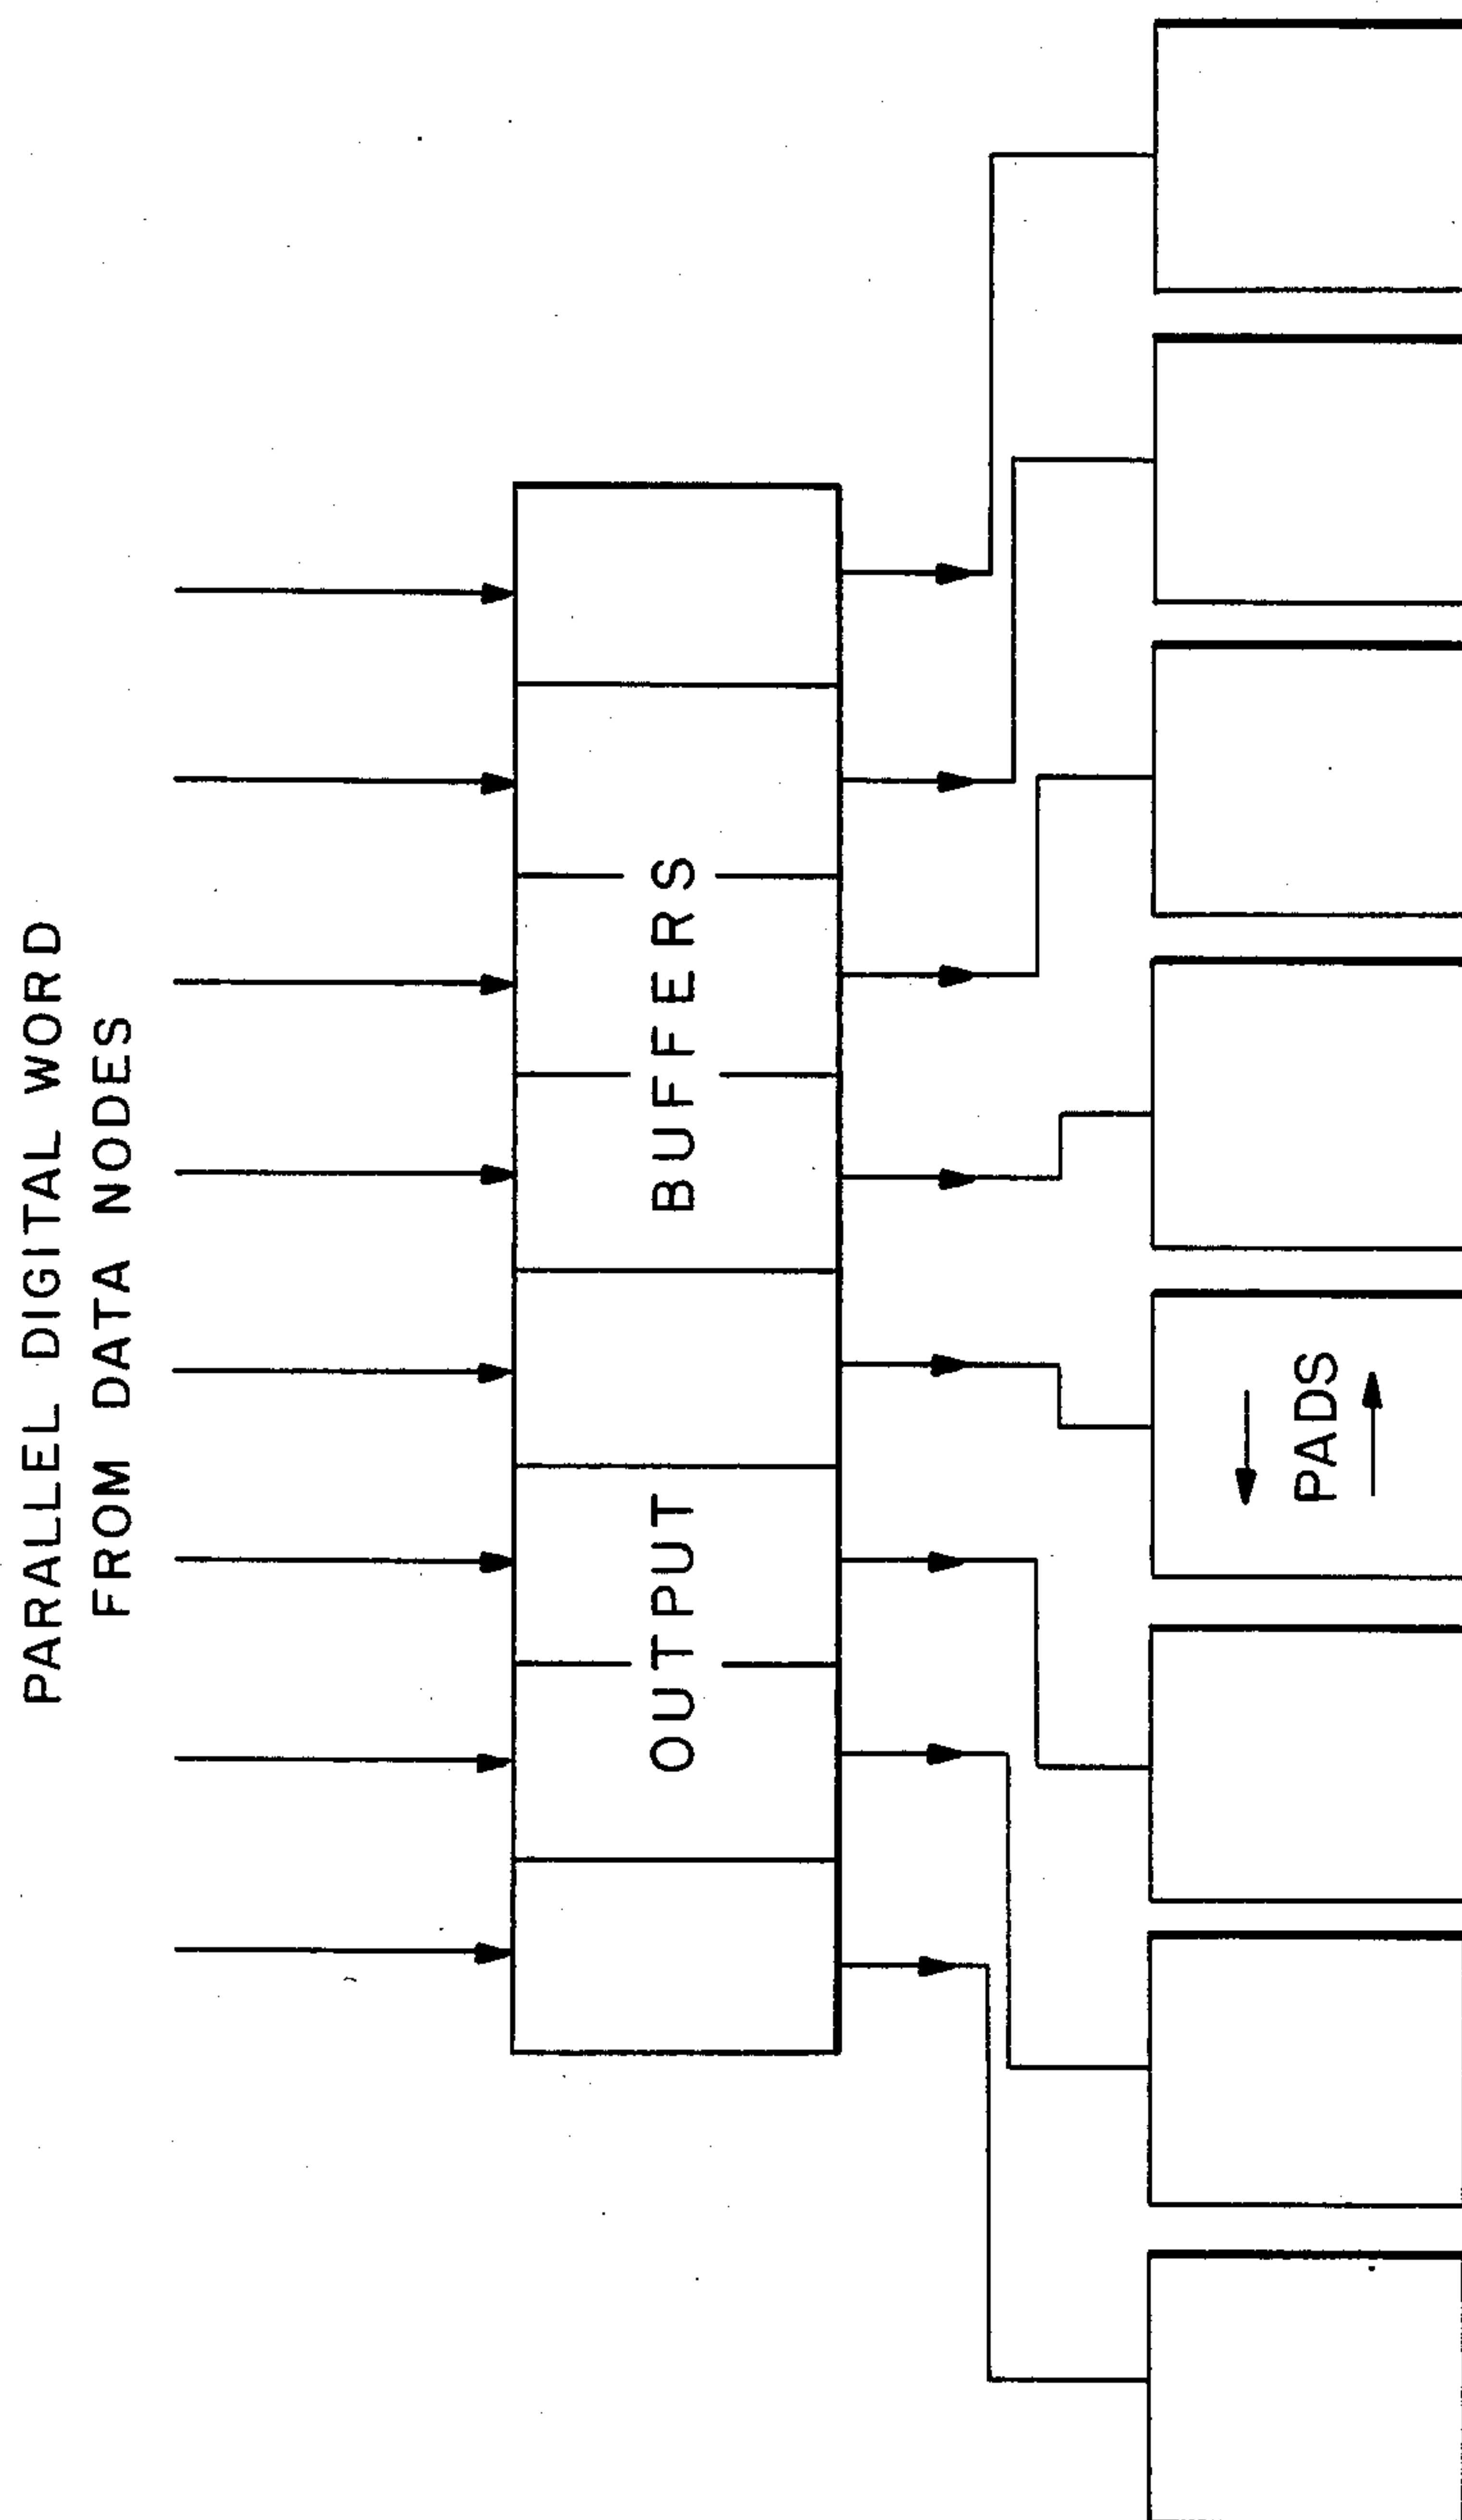 PARALLEL DIGITAL WORD
FROM DATA NODES
OUTPUT BUFFERS
PADS